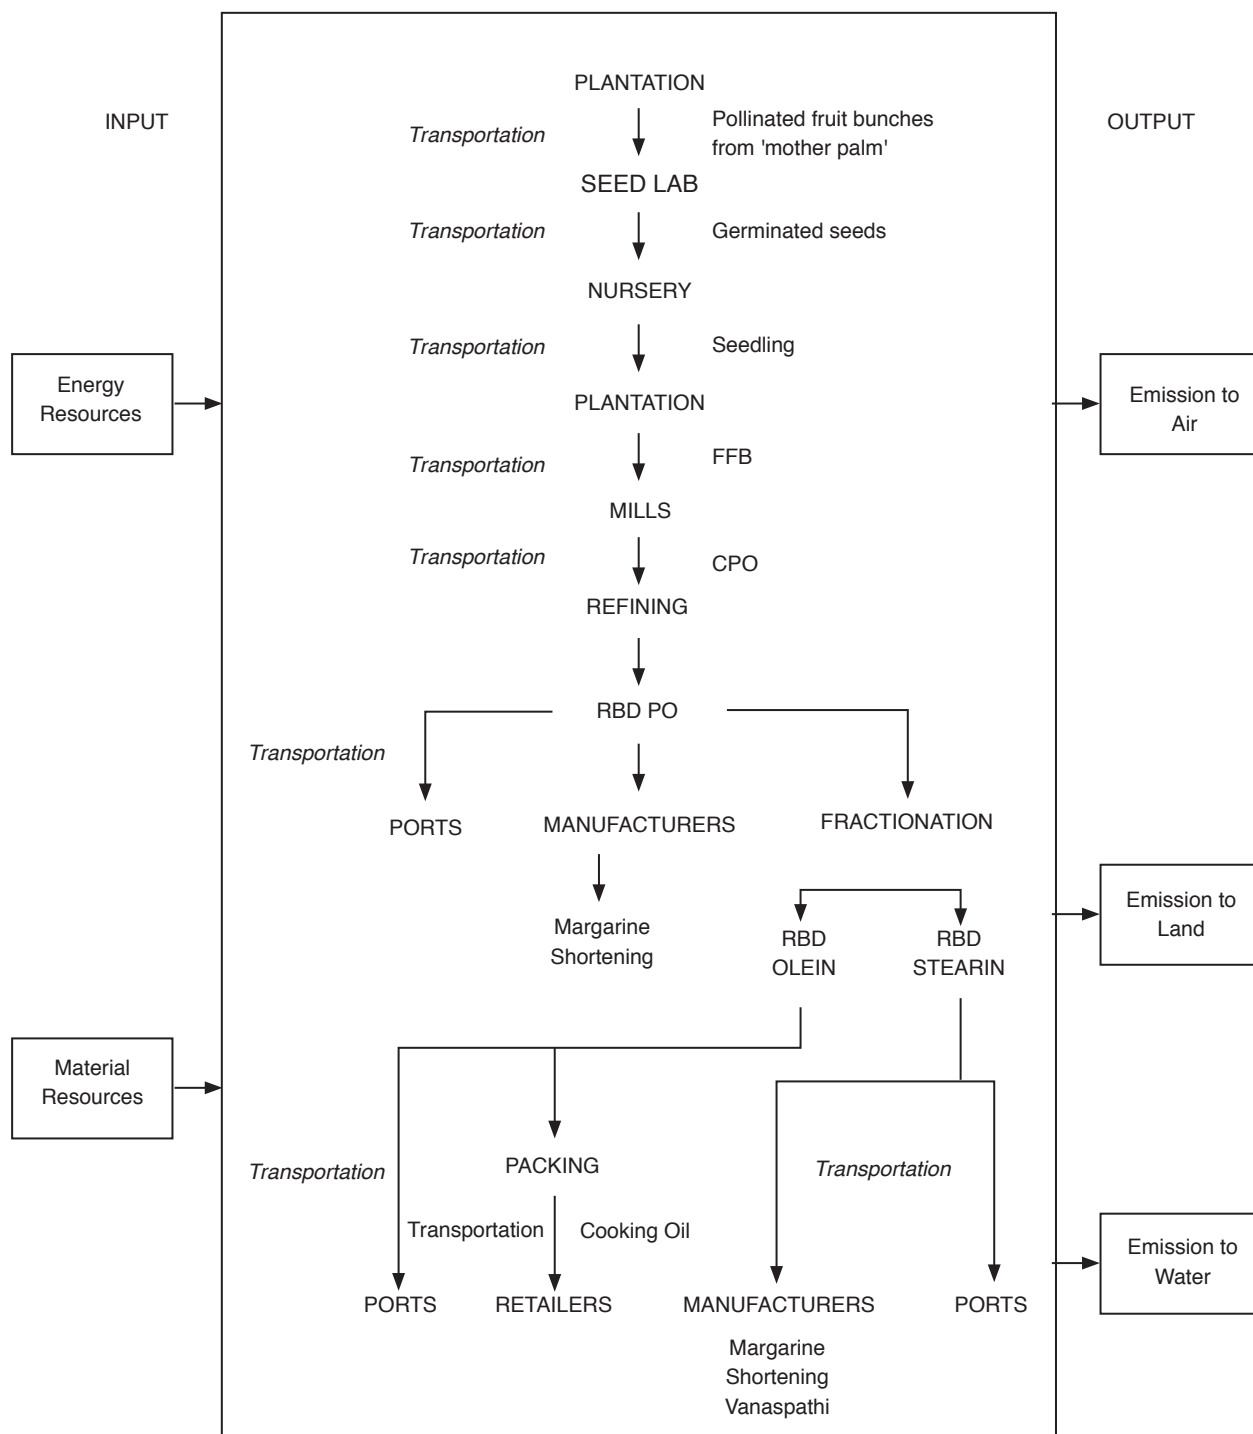 PLANTATION
INPUT
Transportation
Pollinated fruit bunches
from 'mother palm'
OUTPUT
SEED LAB
Transportation
Germinated seeds
NURSERY
Transportation
Seedling
Energy
Resources
PLANTATION
Emission to
Air
Transportation
FFB
MILLS
Transportation
CPO
REFINING
RBD PO
Transportation
PORTS
MANUFACTURERS
FRACTIONATION
Margarine
Shortening
RBD
OLEIN
RBD
STEARIN
Emission to
Land
Material
Resources
Transportation
PACKING
Transportation
Transportation
Cooking Oil
Emission to
Water
PORTS
RETAILERS
MANUFACTURERS
PORTS
Margarine
Shortening
Vanaspathi